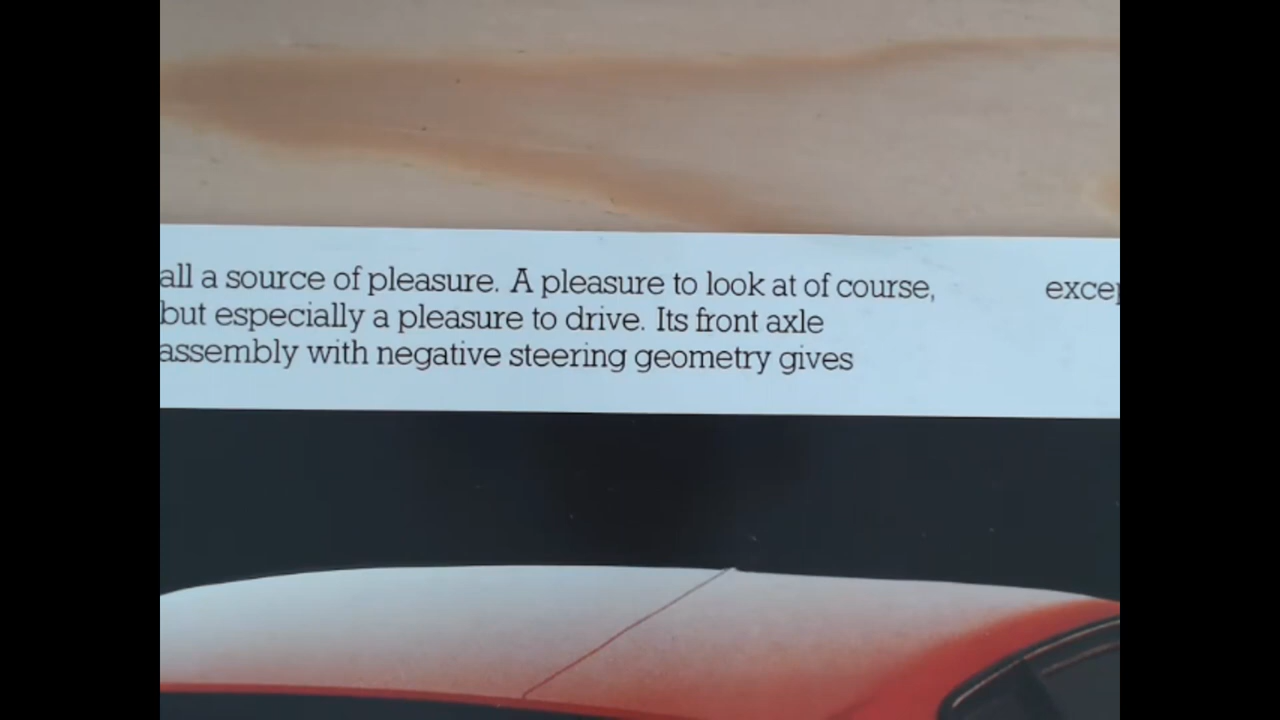 all a source of pleasure. A pleasure to look at of course,
but especially a pleasure to drive. Its front axle
assembly with negative steering geometry gives